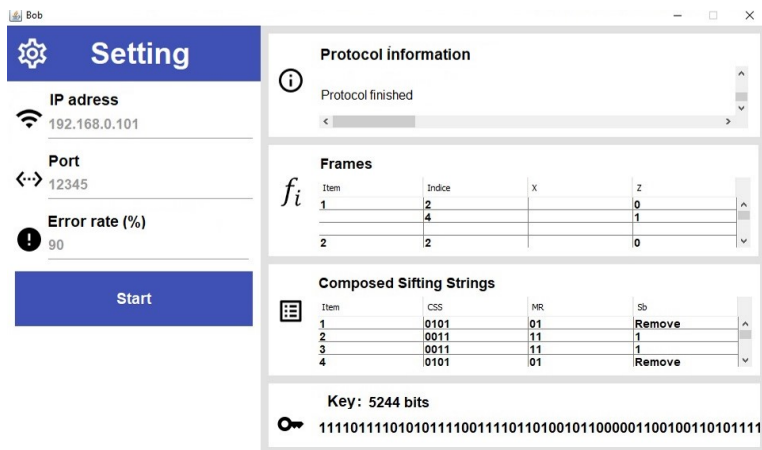 Bob
Setting
IP adress
192.168.0.101
Port
12345
Error rate (%)
90
Start
Protocol information
Protocol finished
Frames
fi
Item Indice X Z
1 2 0
4 1
2 2 0
Composed Sifting Strings
Item CSS MR Sb
1 0101 01 Remove
2 0011 11 1
3 0011 11 1
4 0101 01 Remove
Key: 5244 bits
11110111101010111100111101101001011000001100100110101111